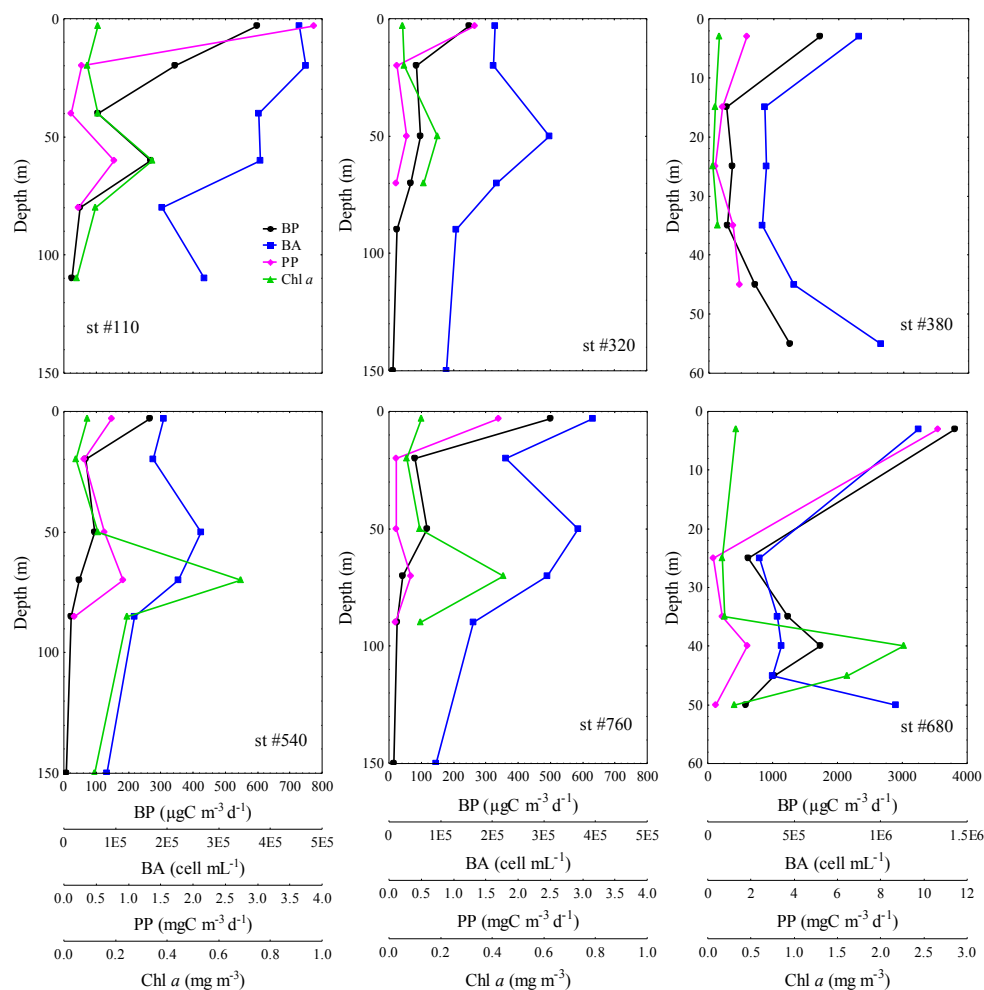 0
50
100
150
Depth (m)
BP
BA
PP
Chl a
st #110
0
50
100
150
Depth (m)
st #320
0
10
20
30
40
50
60
Depth (m)
st #380
0
50
100
150
Depth (m)
st #540
0 100 200 300 400 500 600 700 800
BP (µgC m-3 d-1)
0 1E5 2E5 3E5 4E5 5E5
BA (cell mL-1)
0.0 0.5 1.0 1.5 2.0 2.5 3.0 3.5 4.0
PP (mgC m-3 d-1)
0.0 0.2 0.4 0.6 0.8 1.0
Chl a (mg m-3)
0
50
100
150
Depth (m)
st #760
0 100 200 300 400 500 600 700 800
BP (µgC m-3 d-1)
0 1E5 2E5 3E5 4E5 5E5
BA (cell mL-1)
0.0 0.5 1.0 1.5 2.0 2.5 3.0 3.5 4.0
PP (mgC m-3 d-1)
0.0 0.2 0.4 0.6 0.8 1.0
Chl a (mg m-3)
0
10
20
30
40
50
60
Depth (m)
st #680
0 1000 2000 3000 4000
BP (µgC m-3 d-1)
0 5E5 1E6 1.5E6
BA (cell mL-1)
0 2 4 6 8 10 12
PP (mgC m-3 d-1)
0.0 0.5 1.0 1.5 2.0 2.5 3.0
Chl a (mg m-3)